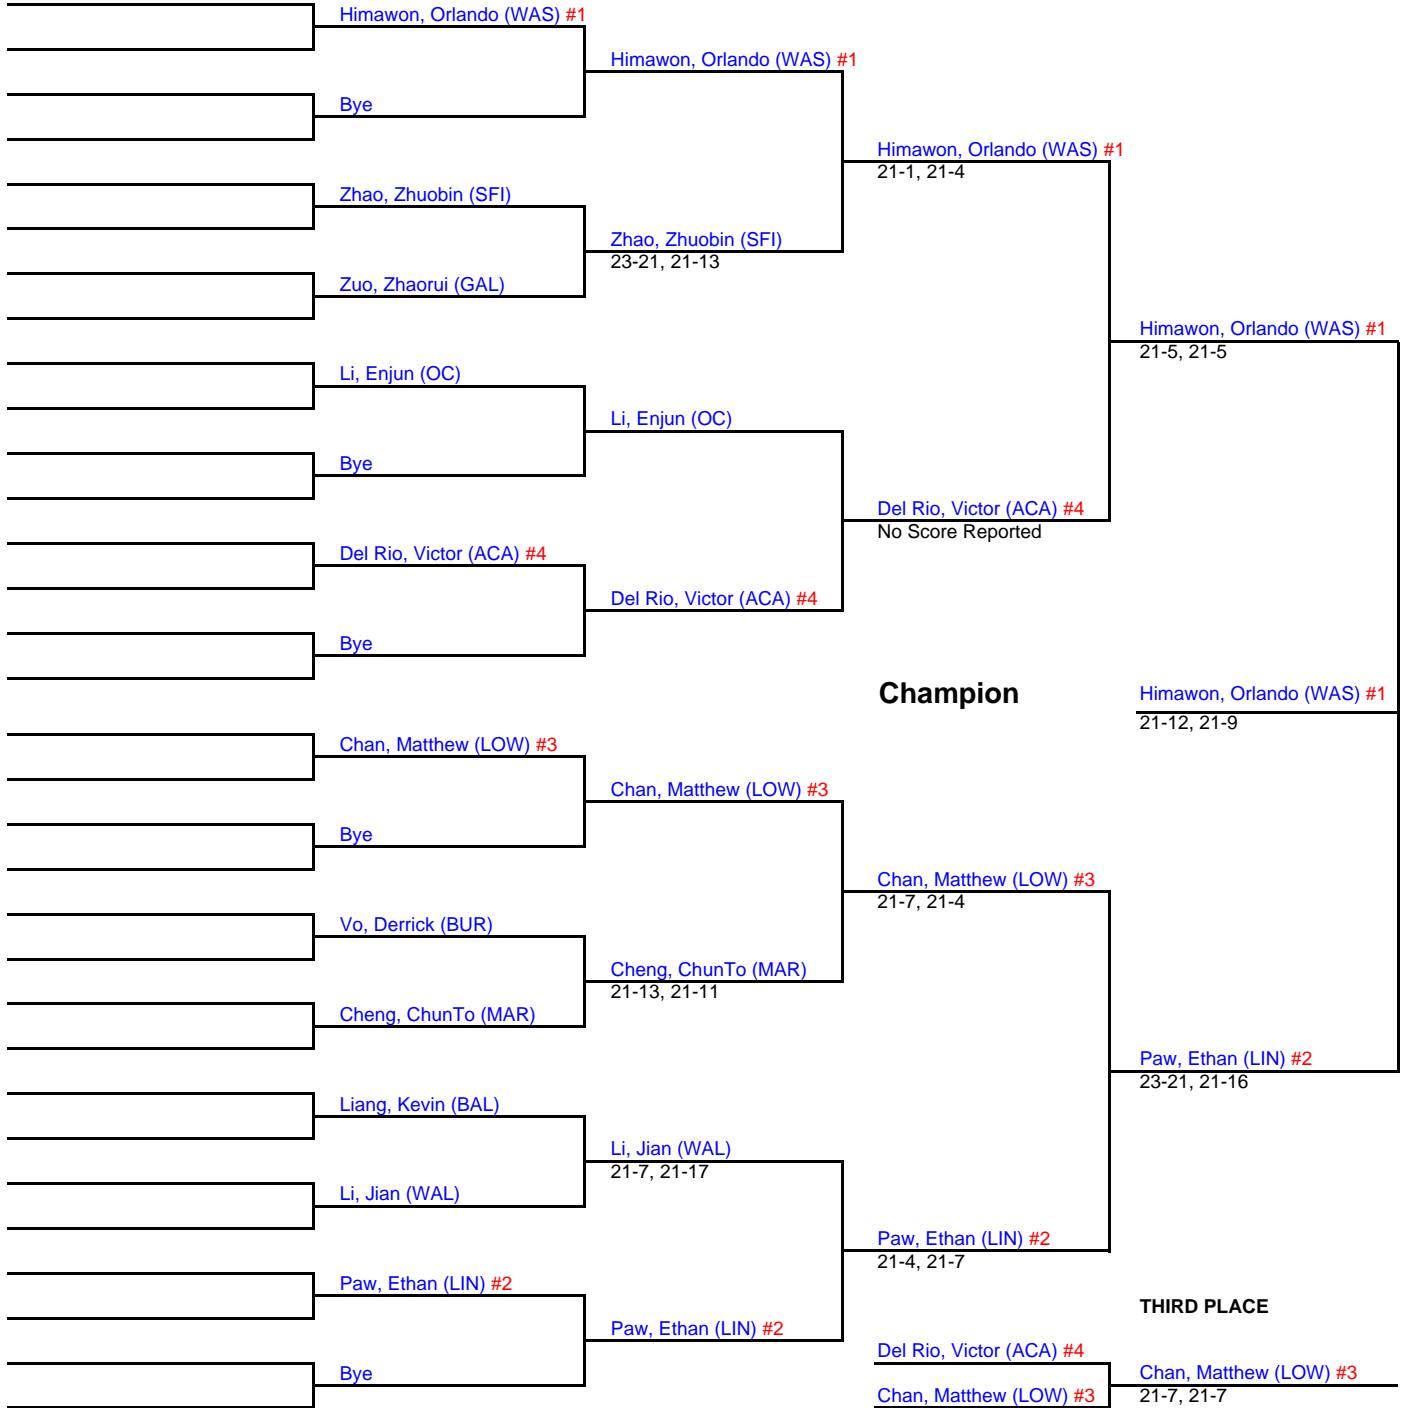 Himawon, Orlando (WAS) #1
Bye
Zhao, Zhuobin (SFI)
Zuo, Zhaorui (GAL)
Li, Enjun (OC)
Bye
Del Rio, Victor (ACA) #4
Bye
Chan, Matthew (LOW) #3
Bye
Vo, Derrick (BUR)
Cheng, ChunTo (MAR)
Liang, Kevin (BAL)
Li, Jian (WAL)
Paw, Ethan (LIN) #2
Bye
Himawon, Orlando (WAS) #1
Zhao, Zhuobin (SFI)
23-21, 21-13
Li, Enjun (OC)
Del Rio, Victor (ACA) #4
Chan, Matthew (LOW) #3
Cheng, ChunTo (MAR)
21-13, 21-11
Li, Jian (WAL)
21-7, 21-17
Paw, Ethan (LIN) #2
Himawon, Orlando (WAS) #1
21-1, 21-4
Del Rio, Victor (ACA) #4
No Score Reported
Chan, Matthew (LOW) #3
21-7, 21-4
Paw, Ethan (LIN) #2
21-4, 21-7
Himawon, Orlando (WAS) #1
21-5, 21-5
Paw, Ethan (LIN) #2
23-21, 21-16
Champion
Himawon, Orlando (WAS) #1
21-12, 21-9
THIRD PLACE
Del Rio, Victor (ACA) #4
Chan, Matthew (LOW) #3
Chan, Matthew (LOW) #3
21-7, 21-7